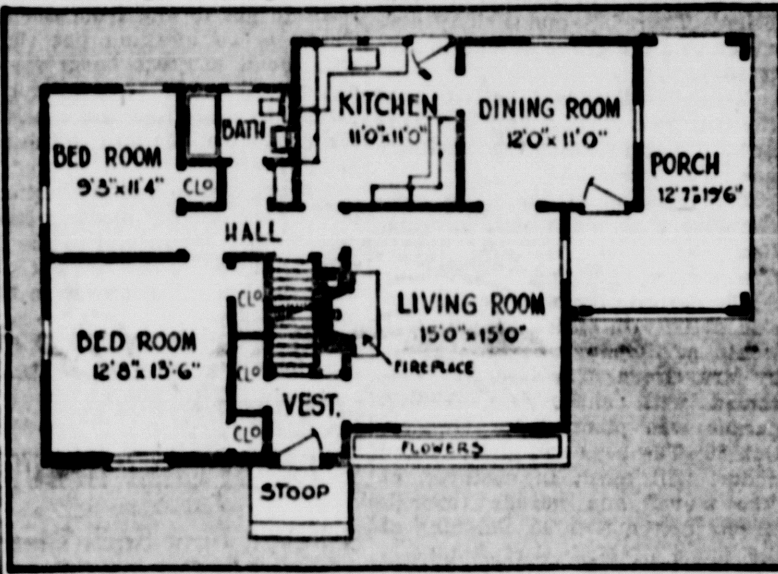 KITCHEN
11'0"x11'0"
DINING ROOM
12'0"x11'0"
BATH
BED ROOM
9'3"x11'4"
CLO
PORCH
12'7"x19'6"
HALL
CLO
LIVING ROOM
15'0"x15'0"
BED ROOM
12'8"x13'-6"
FIREPLACE
CLO
VEST.
CLO
FLOWERS
STOOP